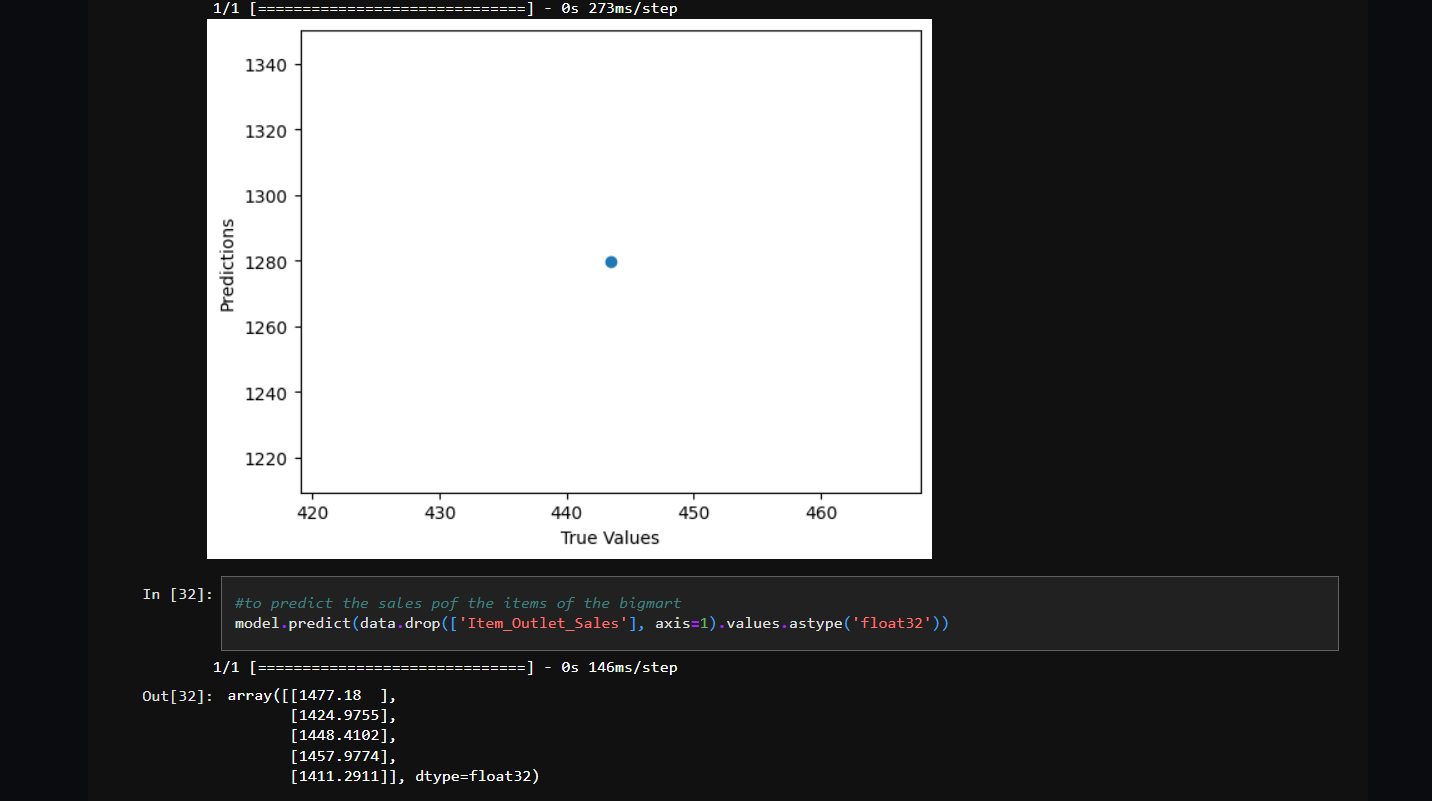 1/1 [==============================] - 0s 273ms/step
1340
1320
1300
1280
1260
1240
1220
Predictions
420 430 440 450 460
True Values
In [32]:
#to predict the sales pof the items of the bigmart
model.predict(data.drop(['Item_Outlet_Sales'], axis=1).values.astype('float32'))
1/1 [==============================] - 0s 146ms/step
Out[32]: array([[1477.18  ],
[1424.9755],
[1448.4102],
[1457.9774],
[1411.2911]], dtype=float32)